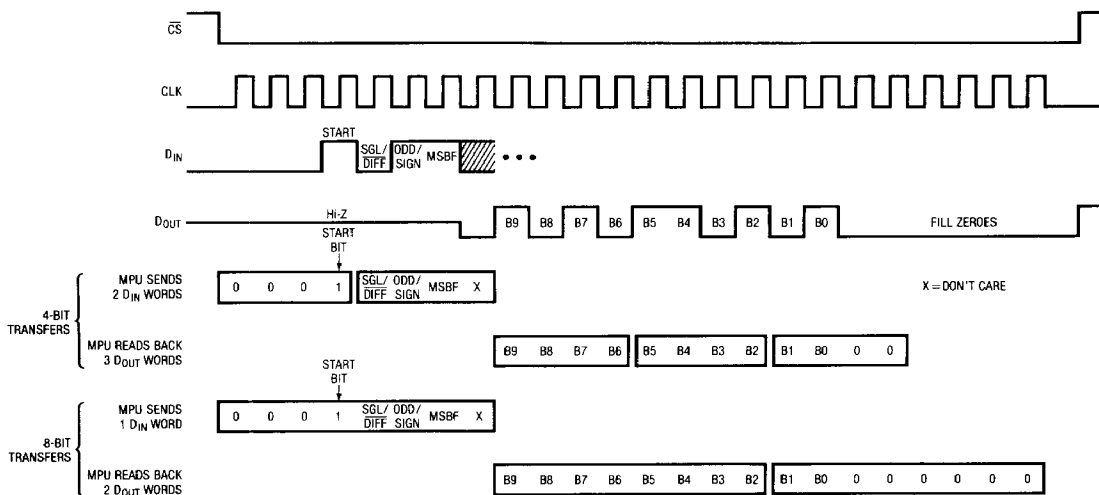 CS
CLK
START
DIN
SGL/ ODD/ MSBF
DIFF SIGN
DOUT
Hi-Z
B9 B8 B7 B6 B5 B4 B3 B2 B1 B0 FILL ZEROES
START
BIT
4-BIT
TRANSFERS
MPU SENDS
2 DIN WORDS
0 0 0 1 SGL/ ODD/ MSBF X
DIFF SIGN
X = DON'T CARE
MPU READS BACK
3 DOUT WORDS
B9 B8 B7 B6 B5 B4 B3 B2 B1 B0 0 0
START
BIT
8-BIT
TRANSFERS
MPU SENDS
1 DIN WORD
0 0 0 1 SGL/ ODD/ MSBF X
DIFF SIGN
MPU READS BACK
2 DOUT WORDS
B9 B8 B7 B6 B5 B4 B3 B2 B1 B0 0 0 0 0 0 0